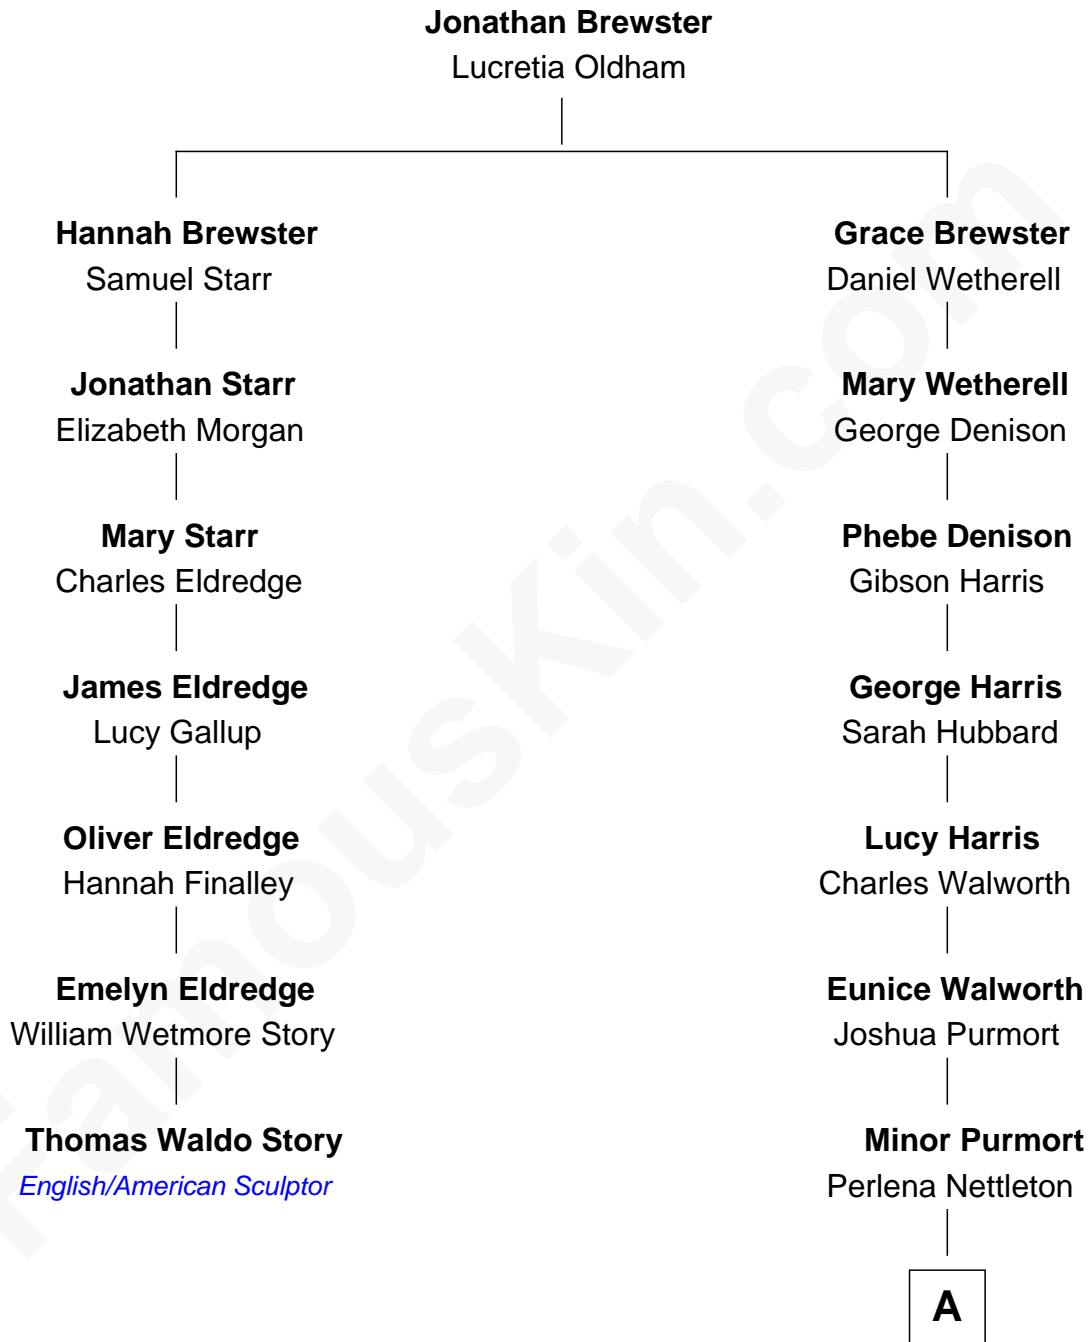 Jonathan Brewster
Lucretia Oldham
Hannah Brewster
Samuel Starr
Grace Brewster
Daniel Wetherell
Jonathan Starr
Elizabeth Morgan
Mary Wetherell
George Denison
Mary Starr
Charles Eldredge
Phebe Denison
Gibson Harris
James Eldredge
Lucy Gallup
George Harris
Sarah Hubbard
Oliver Eldredge
Hannah Finalley
Lucy Harris
Charles Walworth
Emelyn Eldredge
William Wetmore Story
Eunice Walworth
Joshua Purmort
Thomas Waldo Story
English/American Sculptor
Minor Purmort
Perlena Nettleton
A
FamousKin.com